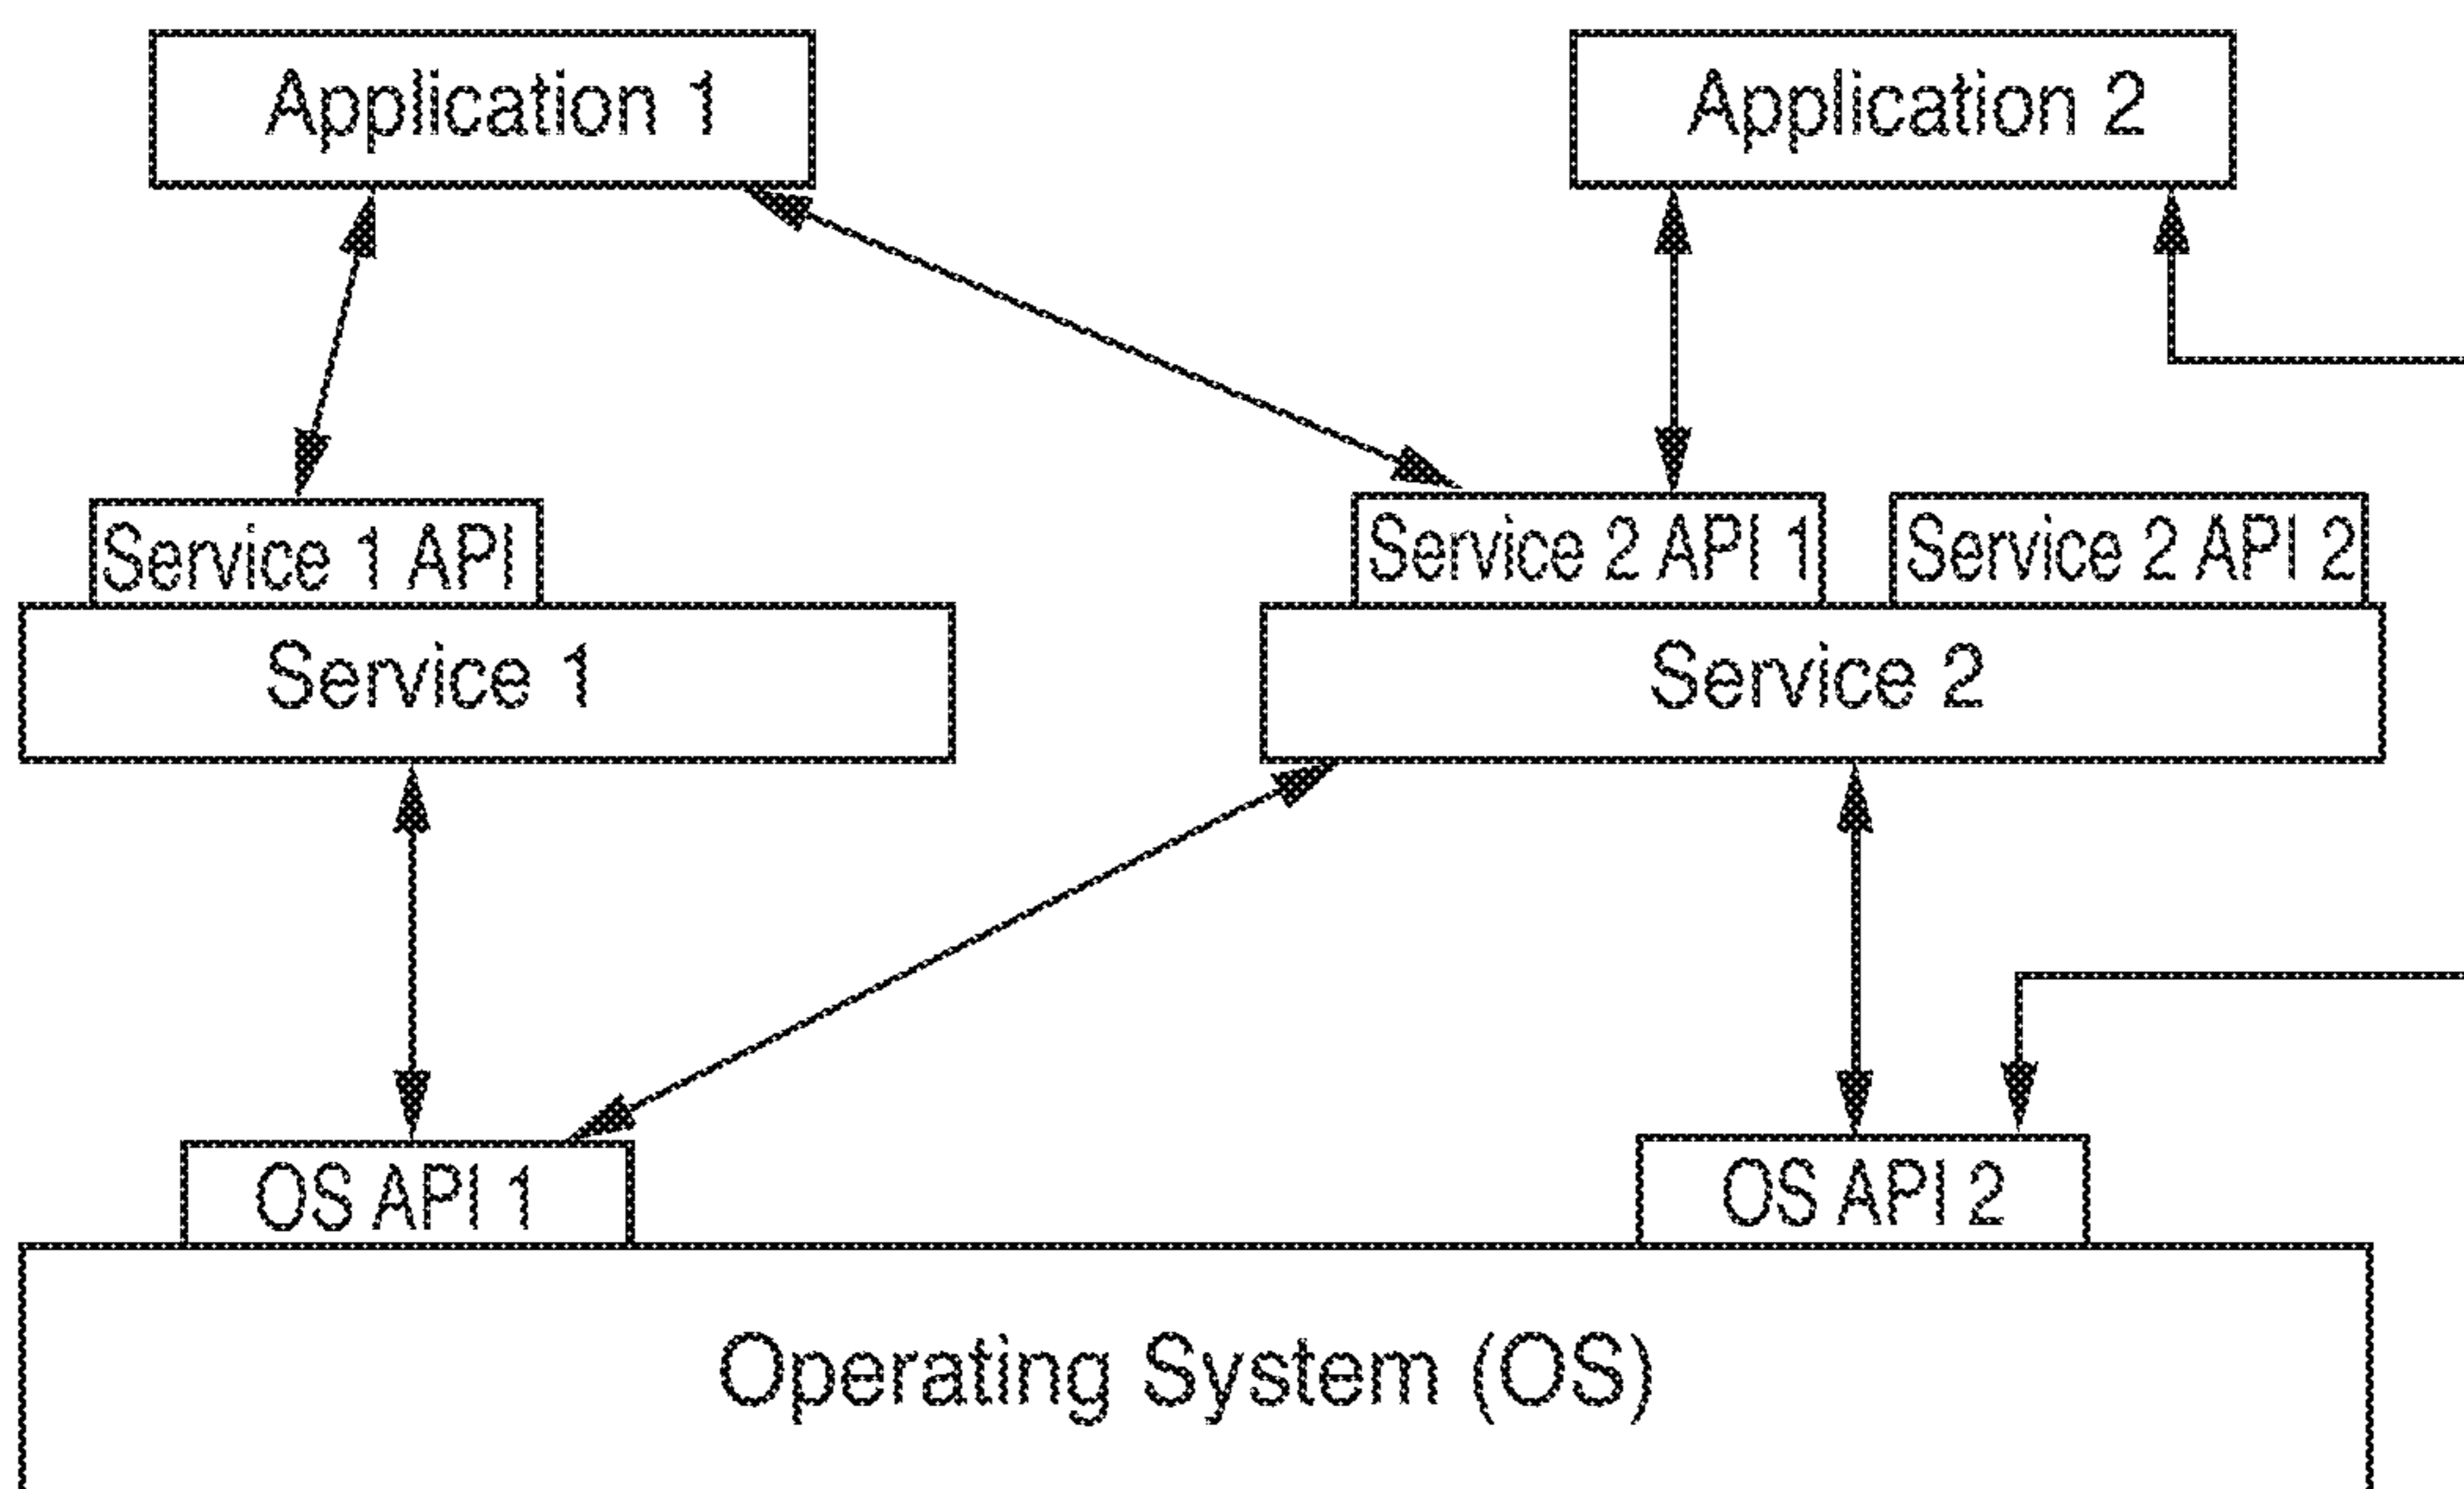 Application 1
Application 2
Service 1 API
Service 2 API 1
Service 2 API 2
Service 1
Service 2
OS API 1
OS API 2
Operating System (OS)